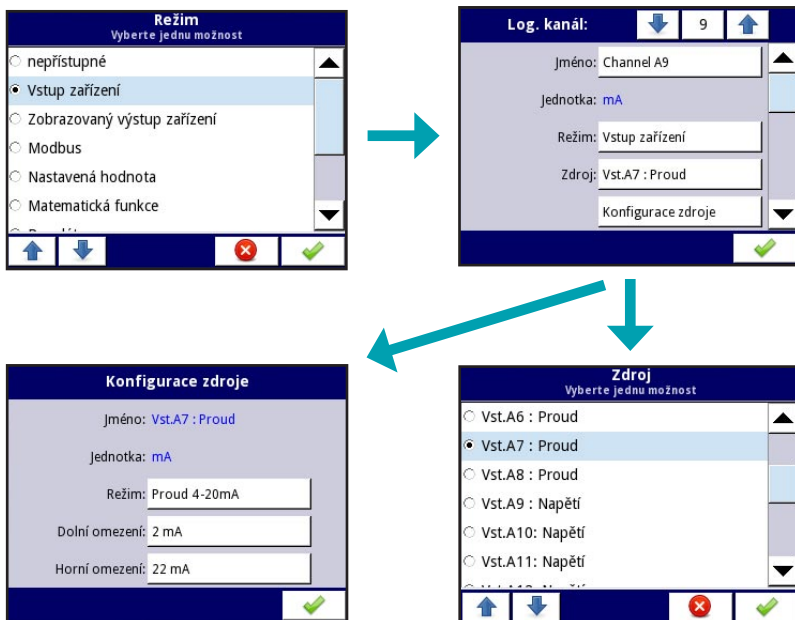 Režim
Vyberte jednu možnost
nepřístupné
Vstup zařízení
Zobrazovaný výstup zařízení
Modbus
Nastavená hodnota
Matematická funkce
Log. kanál: 9
Jméno: Channel A9
Jednotka: mA
Režim: Vstup zařízení
Zdroj: Vst.A7 : Proud
Konfigurace zdroje
Konfigurace zdroje
Jméno: Vst.A7 : Proud
Jednotka: mA
Režim: Proud 4-20mA
Dolní omezení: 2 mA
Horní omezení: 22 mA
Zdroj
Vyberte jednu možnost
Vst.A6 : Proud
Vst.A7 : Proud
Vst.A8 : Proud
Vst.A9 : Napětí
Vst.A10: Napětí
Vst.A11: Napětí